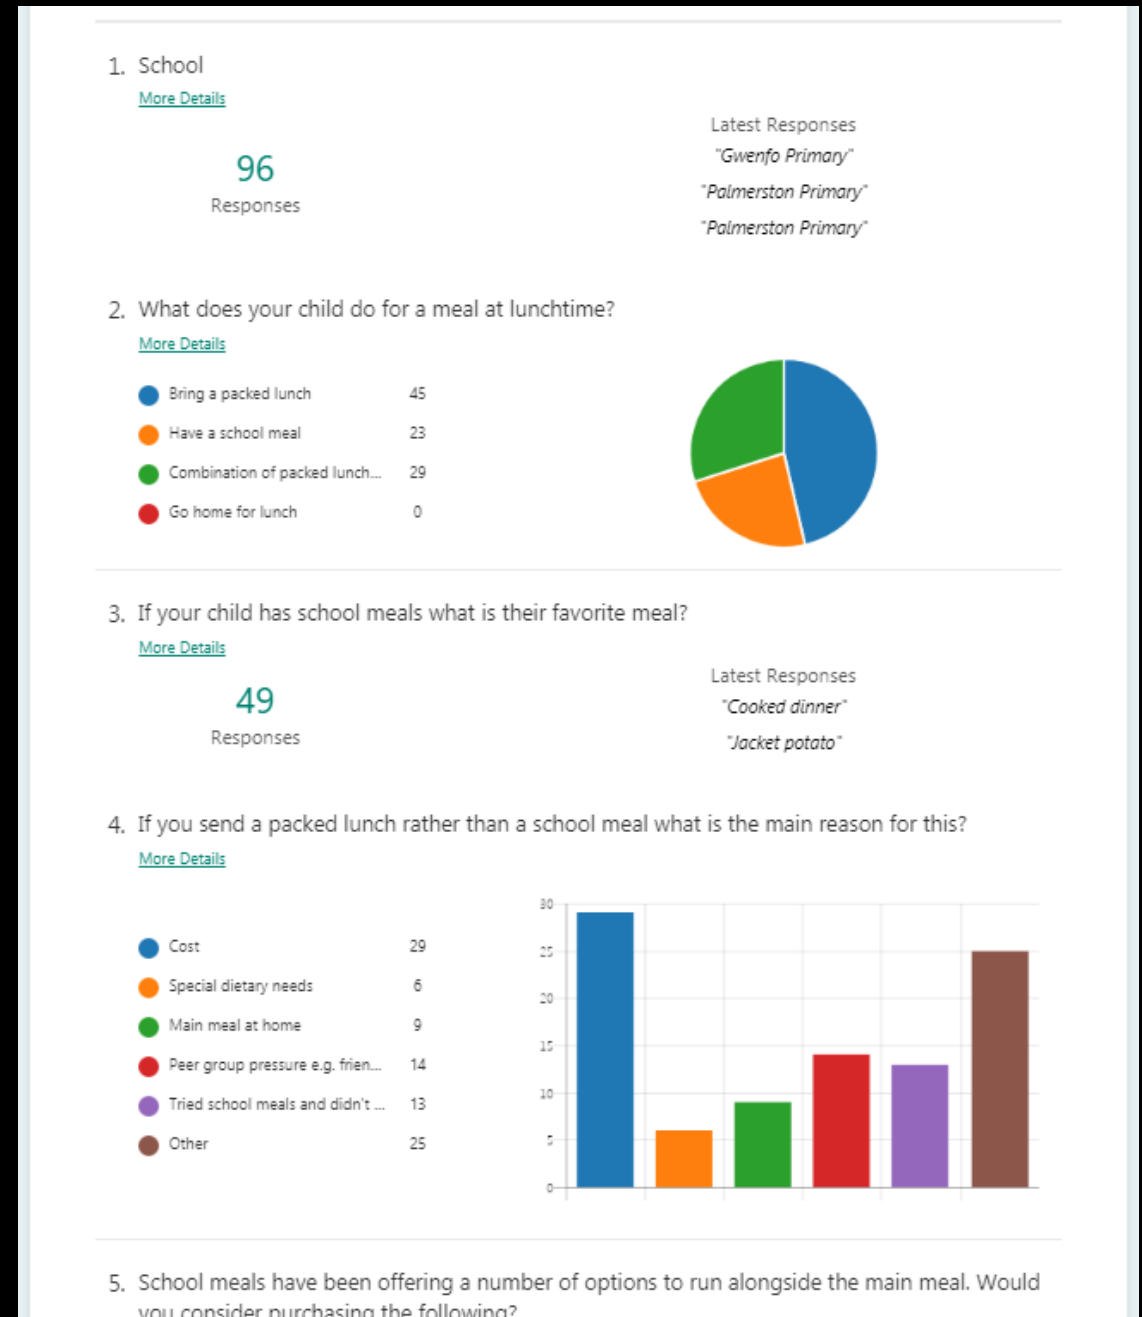 1. School
More Details
96
Responses
Latest Responses
"Gwenfo Primary"
"Palmerston Primary"
"Palmerston Primary"
2. What does your child do for a meal at lunchtime?
More Details
Bring a packed lunch 45
Have a school meal 23
Combination of packed lunch... 29
Go home for lunch 0
3. If your child has school meals what is their favorite meal?
More Details
49
Responses
Latest Responses
"Cooked dinner"
"Jacket potato"
4. If you send a packed lunch rather than a school meal what is the main reason for this?
More Details
Cost 29
Special dietary needs 6
Main meal at home 9
Peer group pressure e.g. frien... 14
Tried school meals and didn't ... 13
Other 25
30
25
20
15
10
5
0
5. School meals have been offering a number of options to run alongside the main meal. Would
you consider purchasing the following?